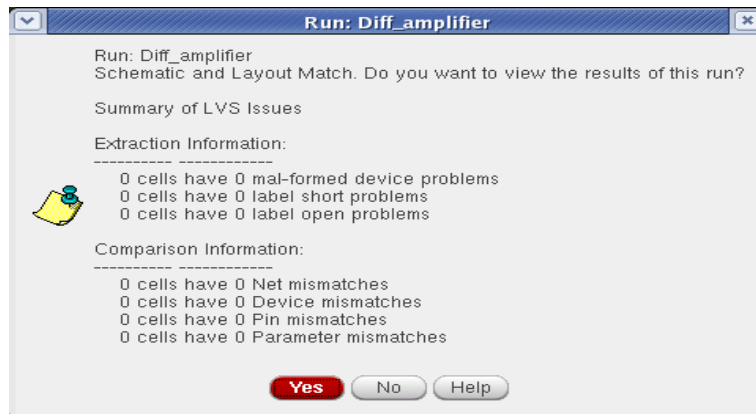 Run: Diff_amplifier
Run: Diff_amplifier
Schematic and Layout Match. Do you want to view the results of this run?
Summary of LVS Issues
Extraction Information:
---------- ------------
0 cells have 0 mal-formed device problems
0 cells have 0 label short problems
0 cells have 0 label open problems
Comparison Information:
---------- ------------
0 cells have 0 Net mismatches
0 cells have 0 Device mismatches
0 cells have 0 Pin mismatches
0 cells have 0 Parameter mismatches
Yes No Help